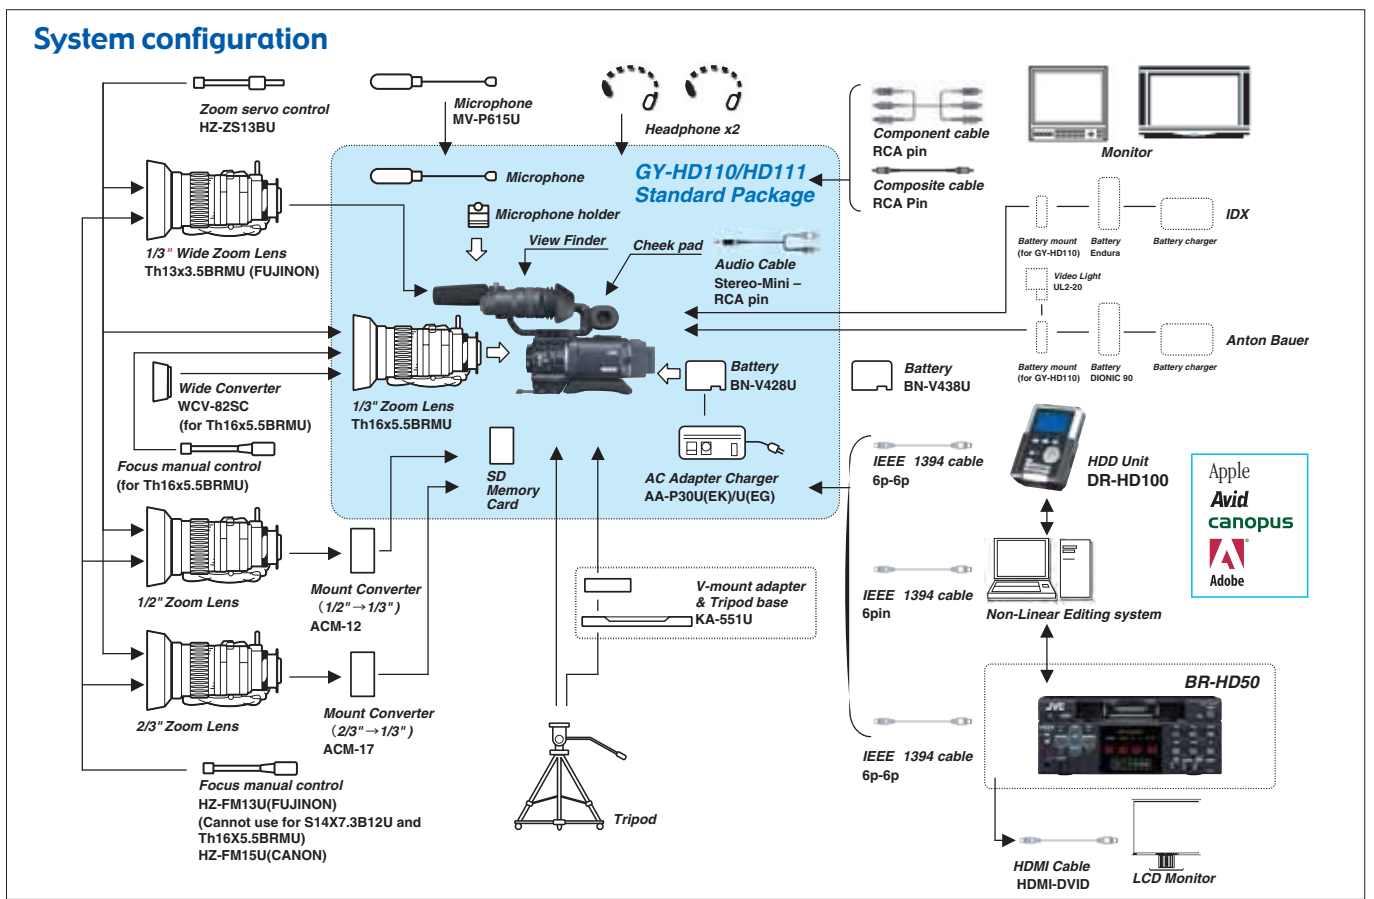 System configuration
Zoom servo control
HZ-ZS13BU
Microphone
MV-P615U
Headphone x2
Component cable
RCA pin
Composite cable
RCA Pin
Monitor
GY-HD110/HD111
Standard Package
Microphone
Microphone holder
View Finder
Cheek pad
Audio Cable
Stereo-Mini –
RCA pin
1/3" Wide Zoom Lens
Th13x3.5BRMU (FUJINON)
Battery mount
(for GY-HD110)
Battery
Endura
Battery charger
IDX
Video Light
UL2-20
Battery mount
(for GY-HD110)
Battery
DIONIC 90
Battery charger
Anton Bauer
Wide Converter
WCV-82SC
(for Th16x5.5BRMU)
1/3" Zoom Lens
Th16x5.5BRMU
Battery
BN-V428U
Battery
BN-V438U
Focus manual control
(for Th16x5.5BRMU)
SD
Memory
Card
AC Adapter Charger
AA-P30U(EK)/U(EG)
IEEE 1394 cable
6p-6p
HDD Unit
DR-HD100
Apple
Avid
canopus
Adobe
1/2" Zoom Lens
Mount Converter
(1/2"→1/3")
ACM-12
V-mount adapter
& Tripod base
KA-551U
IEEE 1394 cable
6pin
Non-Linear Editing system
2/3" Zoom Lens
Mount Converter
(2/3"→1/3")
ACM-17
BR-HD50
JVC
IEEE 1394 cable
6p-6p
Focus manual control
HZ-FM13U(FUJINON)
(Cannot use for S14X7.3B12U and
Th16X5.5BRMU)
HZ-FM15U(CANON)
Tripod
HDMI Cable
HDMI-DVID
LCD Monitor